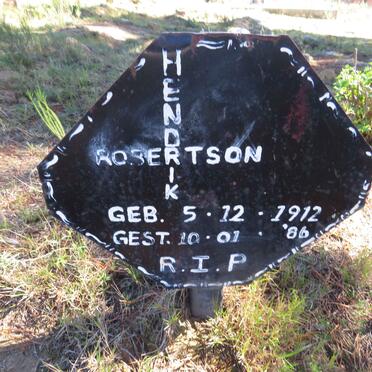 HENDRIK
ROBERTSON
GEB. 5 · 12 · 1912
GEST. 10 · 01 · '86
R. I. P